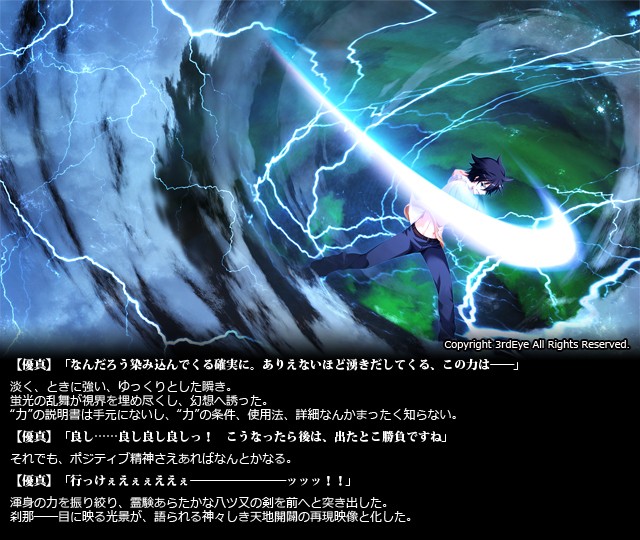 Copyright 3rdEye All Rights Reserved.
【優真】「なんだろう染み込んでくる確実に。ありえないほど湧きだしてくる、この力は――」
淡く、ときに強い、ゆっくりとした瞬き。
蛍光の乱舞が視界を埋め尽くし、幻想へ誘った。
“力”の説明書は手元にないし、“力”の条件、使用法、詳細なんかまったく知らない。
【優真】「良し……良し良し良しっ！　こうなったら後は、出たとこ勝負ですね」
それでも、ポジティブ精神さえあればなんとかなる。
【優真】「行っけぇえぇぇええぇ――――――――ッッッ！！」
渾身の力を振り絞り、霊験あらたかな八ツ又の剣を前へと突き出した。
刹那――目に映る光景が、語られる神々しき天地開闢の再現映像と化した。